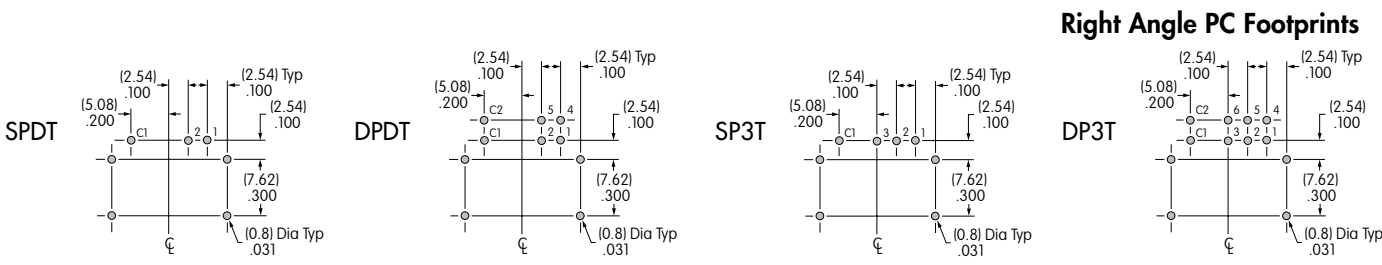 Right Angle PC Footprints
SPDT
(2.54)
.100
(2.54) Typ
.100
(5.08)
.200
(2.54)
.100
C1 2 1
(7.62)
.300
(0.8) Dia Typ
.031
℄
DPDT
(2.54)
.100
(2.54) Typ
.100
(5.08)
.200
(2.54)
.100
C2 5 4
C1 2 1
(7.62)
.300
(0.8) Dia Typ
.031
℄
SP3T
(2.54)
.100
(2.54) Typ
.100
(5.08)
.200
(2.54)
.100
C1 3 2 1
(7.62)
.300
(0.8) Dia Typ
.031
℄
DP3T
(2.54)
.100
(2.54) Typ
.100
(5.08)
.200
(2.54)
.100
C2 6 5 4
C1 3 2 1
(7.62)
.300
(0.8) Dia Typ
.031
℄